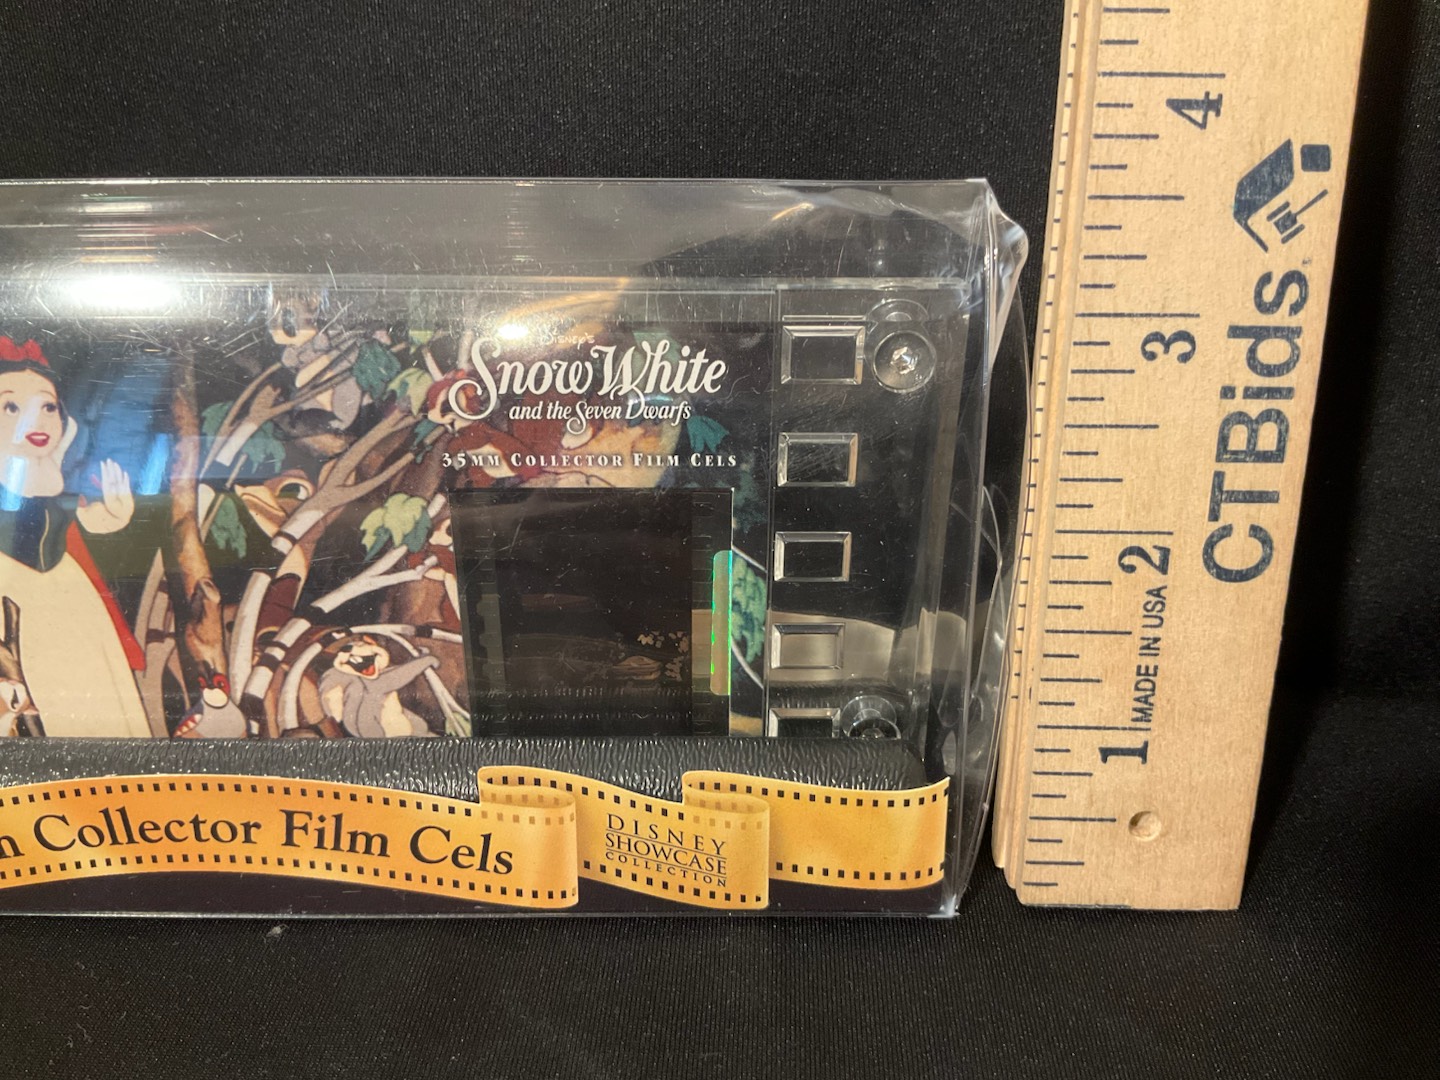 Disney's
Snow White
and the Seven Dwarfs
35MM COLLECTOR FILM CELS
Collector Film Cels
DISNEY
SHOWCASE
COLLECTION
4
3
2
1
MADE IN USA
CTBids